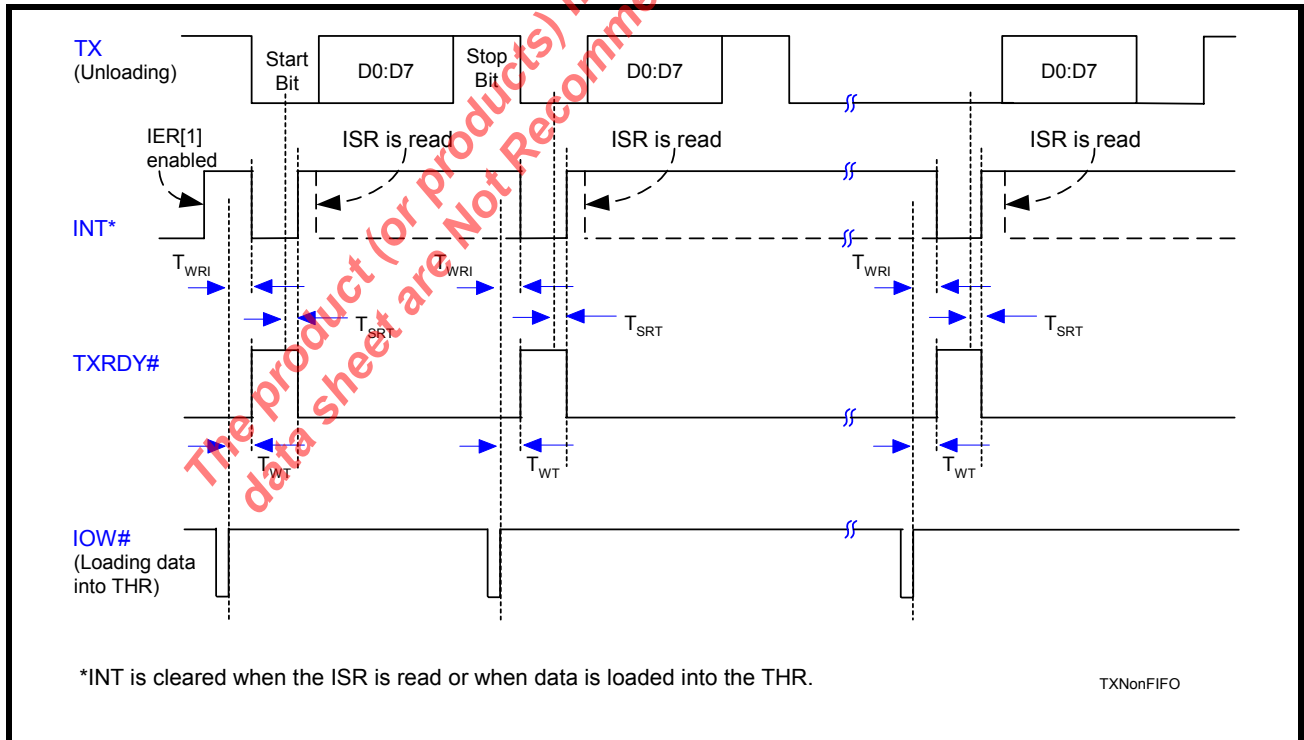 TX
(Unloading)
Start
Bit
D0:D7
Stop
Bit
D0:D7
D0:D7
IER[1]
enabled
ISR is read
ISR is read
ISR is read
INT*
TWRI
TWRI
TWRI
TSRT
TSRT
TSRT
TXRDY#
TWT
TWT
TWT
IOW#
(Loading data
into THR)
*INT is cleared when the ISR is read or when data is loaded into the THR.
TXNonFIFO
The product (or products)
data sheet are Not